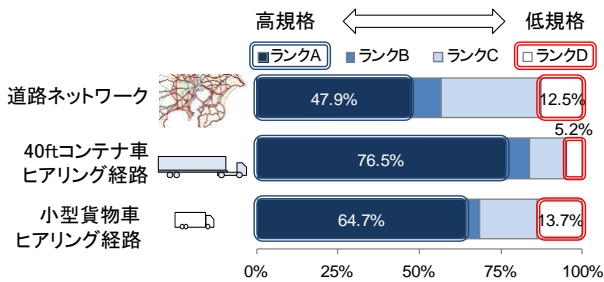 高規格 低規格
ランクA ランクB ランクC ランクD
道路ネットワーク 47.9% 12.5%
5.2%
40ftコンテナ車
ヒアリング経路
76.5%
小型貨物車
ヒアリング経路
64.7% 13.7%
0% 25% 50% 75% 100%